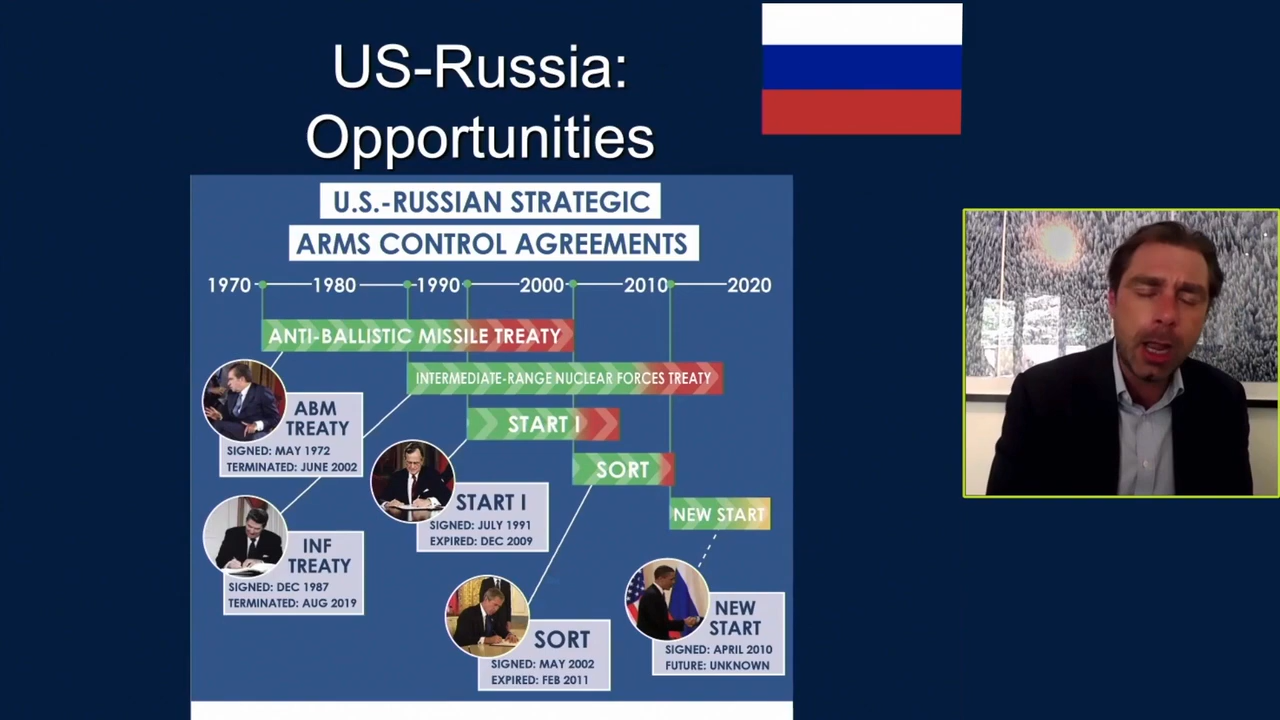 US-Russia:
Opportunities
U.S.-RUSSIAN STRATEGIC
ARMS CONTROL AGREEMENTS
1970
1980
1990
2000
2010
2020
ANTI-BALLISTIC MISSILE TREATY
INTERMEDIATE-RANGE NUCLEAR FORCES TREATY
START I
SORT
NEW START
ABM
TREATY
SIGNED: MAY 1972
TERMINATED: JUNE 2002
START I
SIGNED: JULY 1991
EXPIRED: DEC 2009
INF
TREATY
SIGNED: DEC 1987
TERMINATED: AUG 2019
SORT
SIGNED: MAY 2002
EXPIRED: FEB 2011
NEW
START
SIGNED: APRIL 2010
FUTURE: UNKNOWN